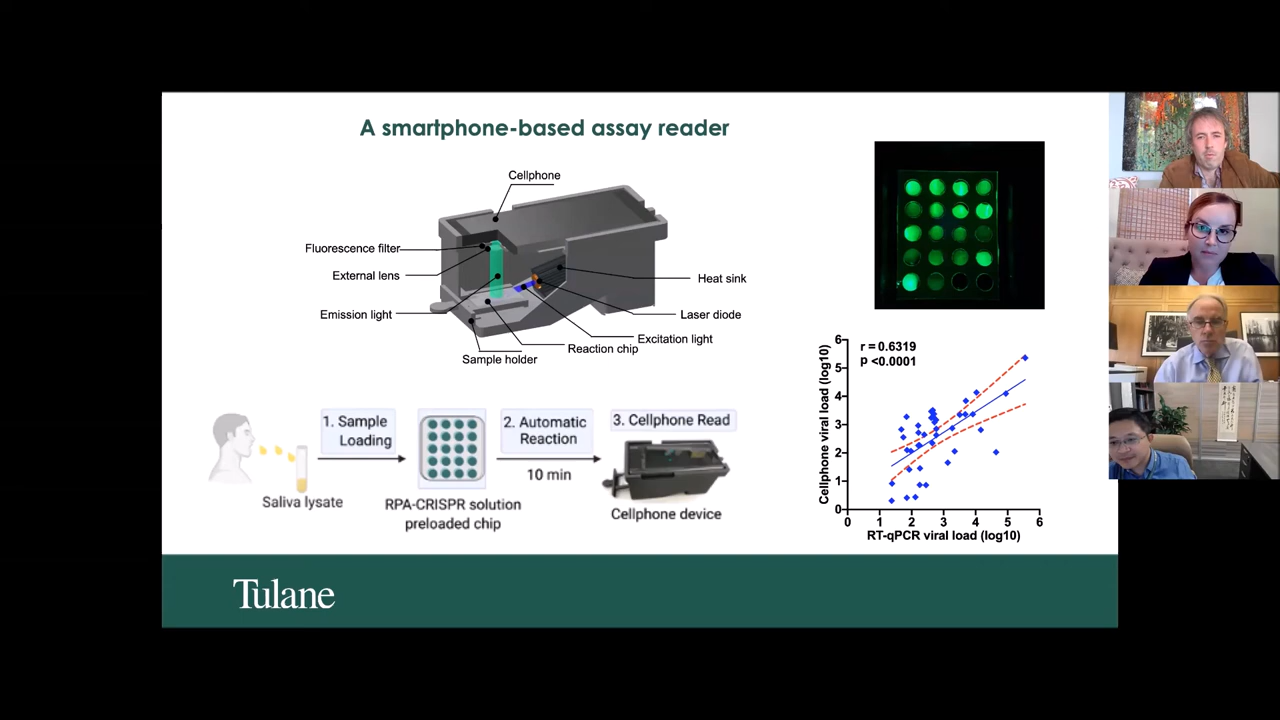 A smartphone-based assay reader
Cellphone
Fluorescence filter
External lens
Emission light
Sample holder
Reaction chip
Excitation light
Laser diode
Heat sink
1. Sample
Loading
2. Automatic
Reaction
10 min
3. Cellphone Read
Saliva lysate
RPA-CRISPR solution
preloaded chip
Cellphone device
r = 0.6319
p <0.0001
Cellphone viral load (log10)
6
5
4
3
2
1
0
0 1 2 3 4 5 6
RT-qPCR viral load (log10)
Tulane